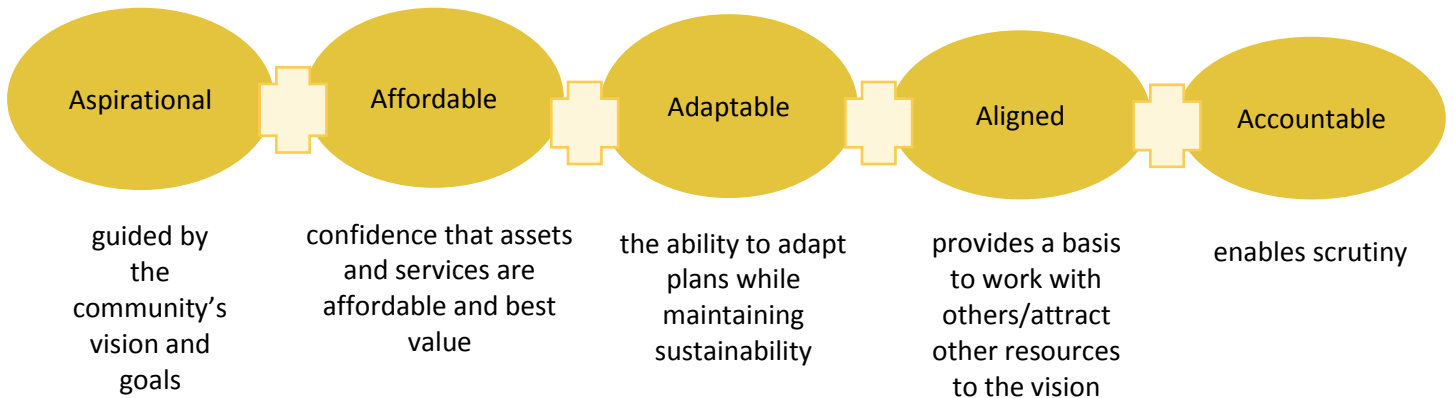 Aspirational
Affordable
Adaptable
Aligned
Accountable
guided by
the
community’s
vision and
goals
confidence that assets
and services are
affordable and best
value
the ability to adapt
plans while
maintaining
sustainability
provides a basis
to work with
others/attract
other resources
to the vision
enables scrutiny